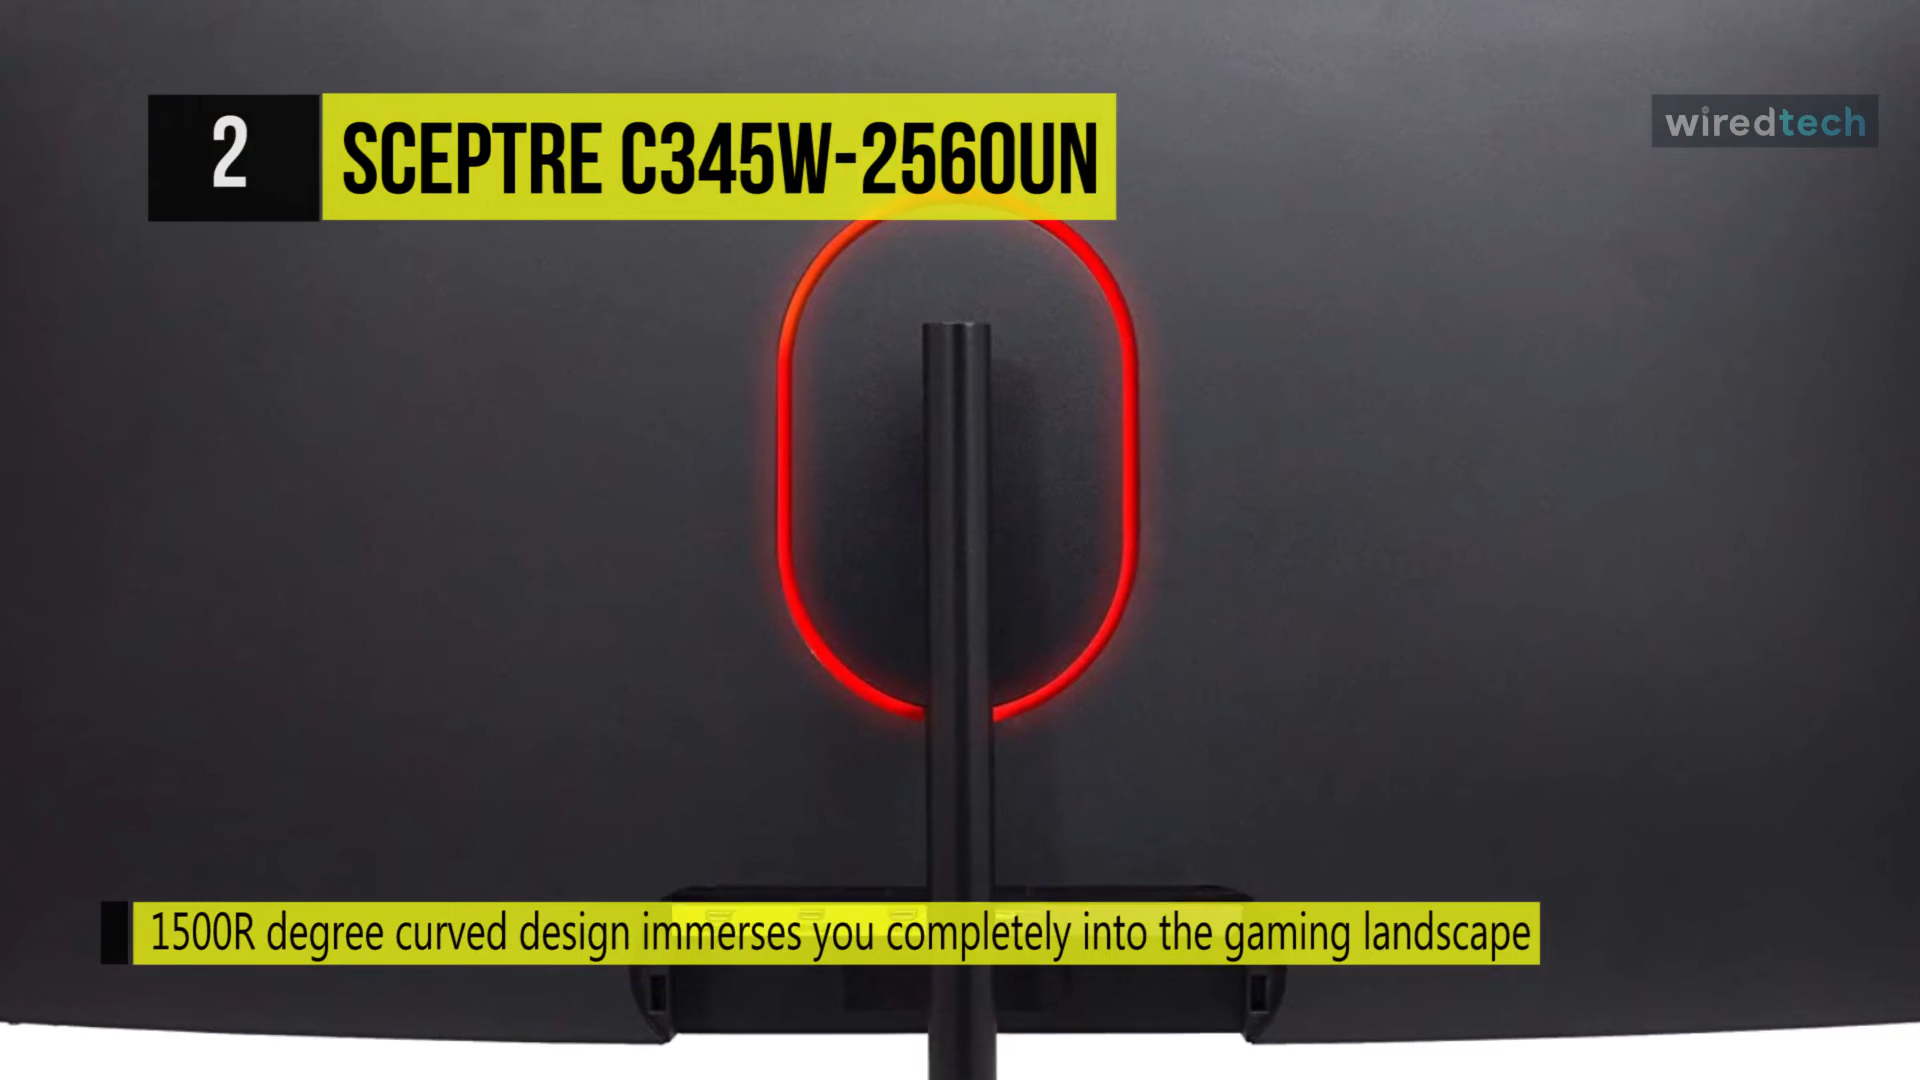 2
SCEPTRE C345W-2560UN
wiredtech
1500R degree curved design immerses you completely into the gaming landscape